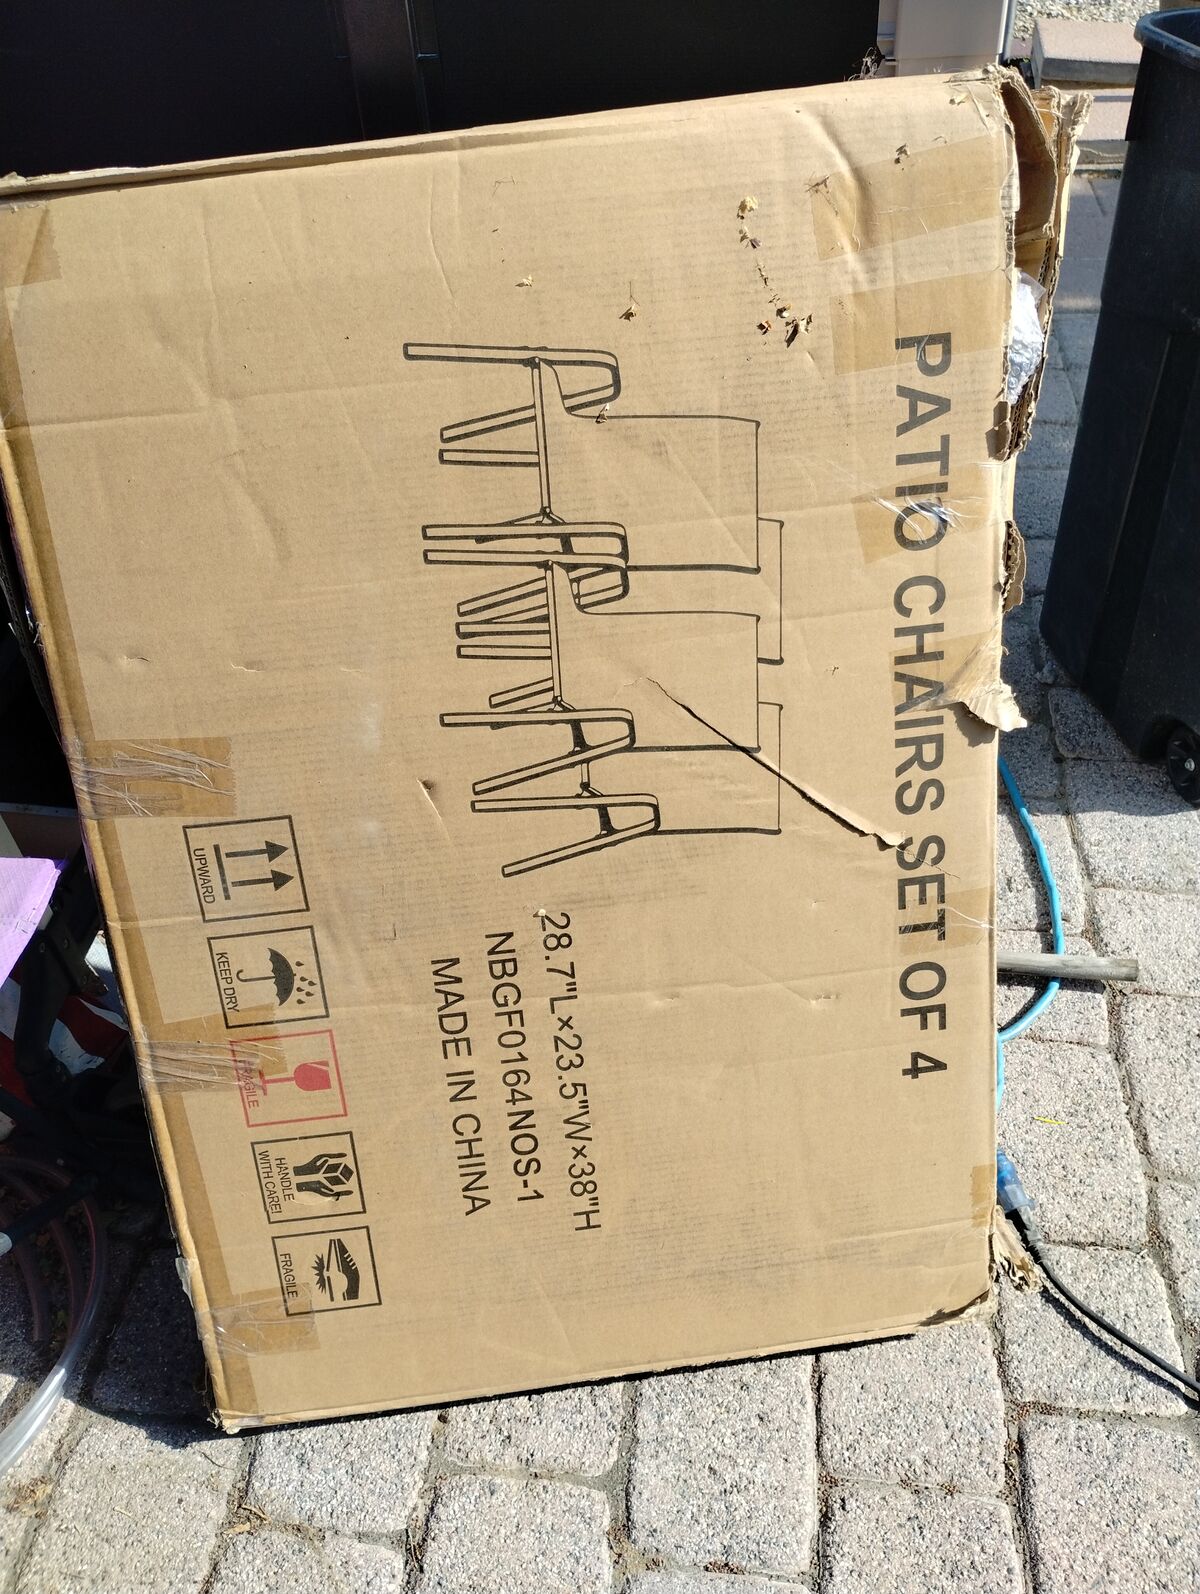 PATIO CHAIRS SET OF 4
28.7"L×23.5"W×38"H
NBGF0164NOS-1
MADE IN CHINA
UPWARD
KEEP DRY
FRAGILE
HANDLE
WITH CARE!
FRAGILE